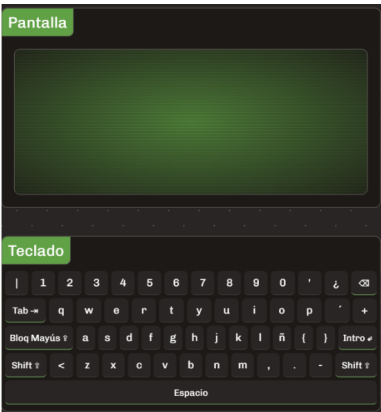 Pantalla
Teclado
| 1 2 3 4 5 6 7 8 9 0 ' ¿ ⌫
Tab ⇥ q w e r t y u i o p ´ +
Bloq Mayús ⇧ a s d f g h j k l ñ { } Intro ↲
Shift ⇧ < z x c v b n m , . - Shift ⇧
Espacio